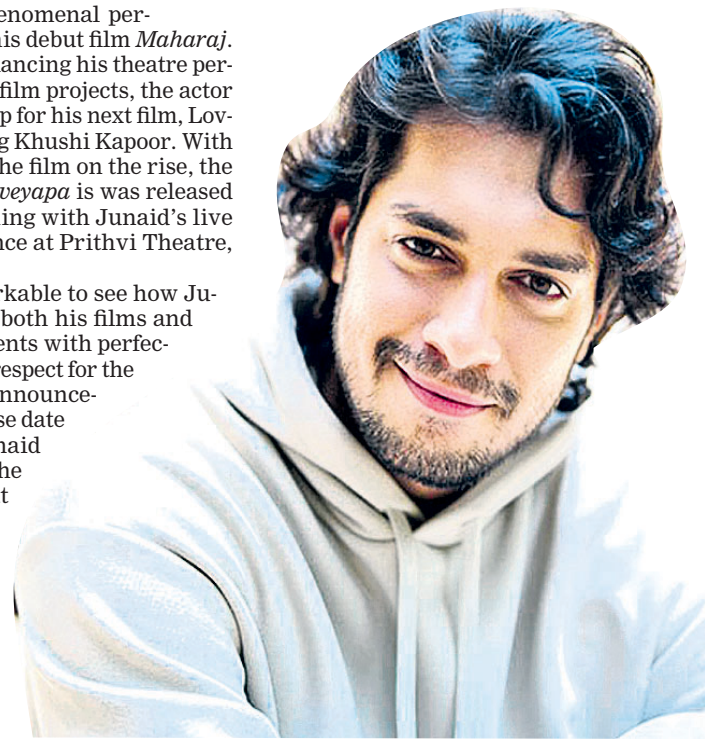 enomenal per-
is debut film Maharaj.
ancing his theatre per-
film projects, the actor
p for his next film, Lov-
g Khushi Kapoor. With
he film on the rise, the
veyapa is was released
ing with Junaid's live
nce at Prithvi Theatre,
rkable to see how Ju-
both his films and
ents with perfec-
respect for the
nnounce-
se date
naid
he
t